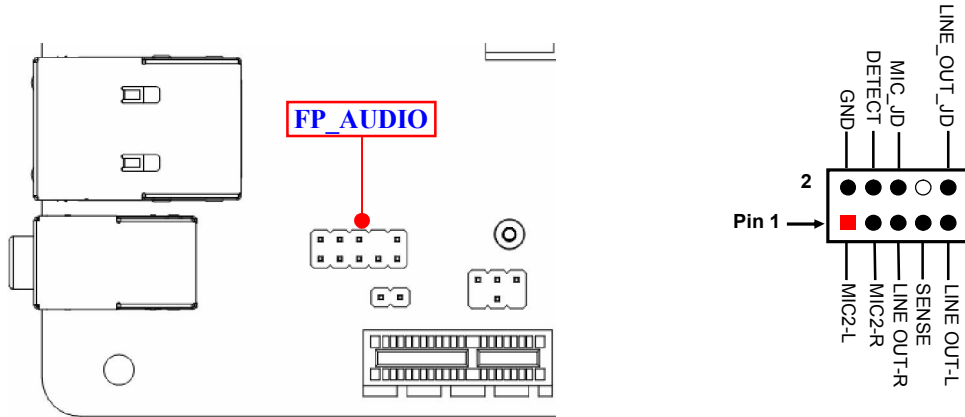 FP_AUDIO
GND
DETECT
MIC_JD
LINE_OUT_JD
2
Pin 1
MIC2-L
MIC2-R
LINE OUT-R
SENSE
LINE OUT-L